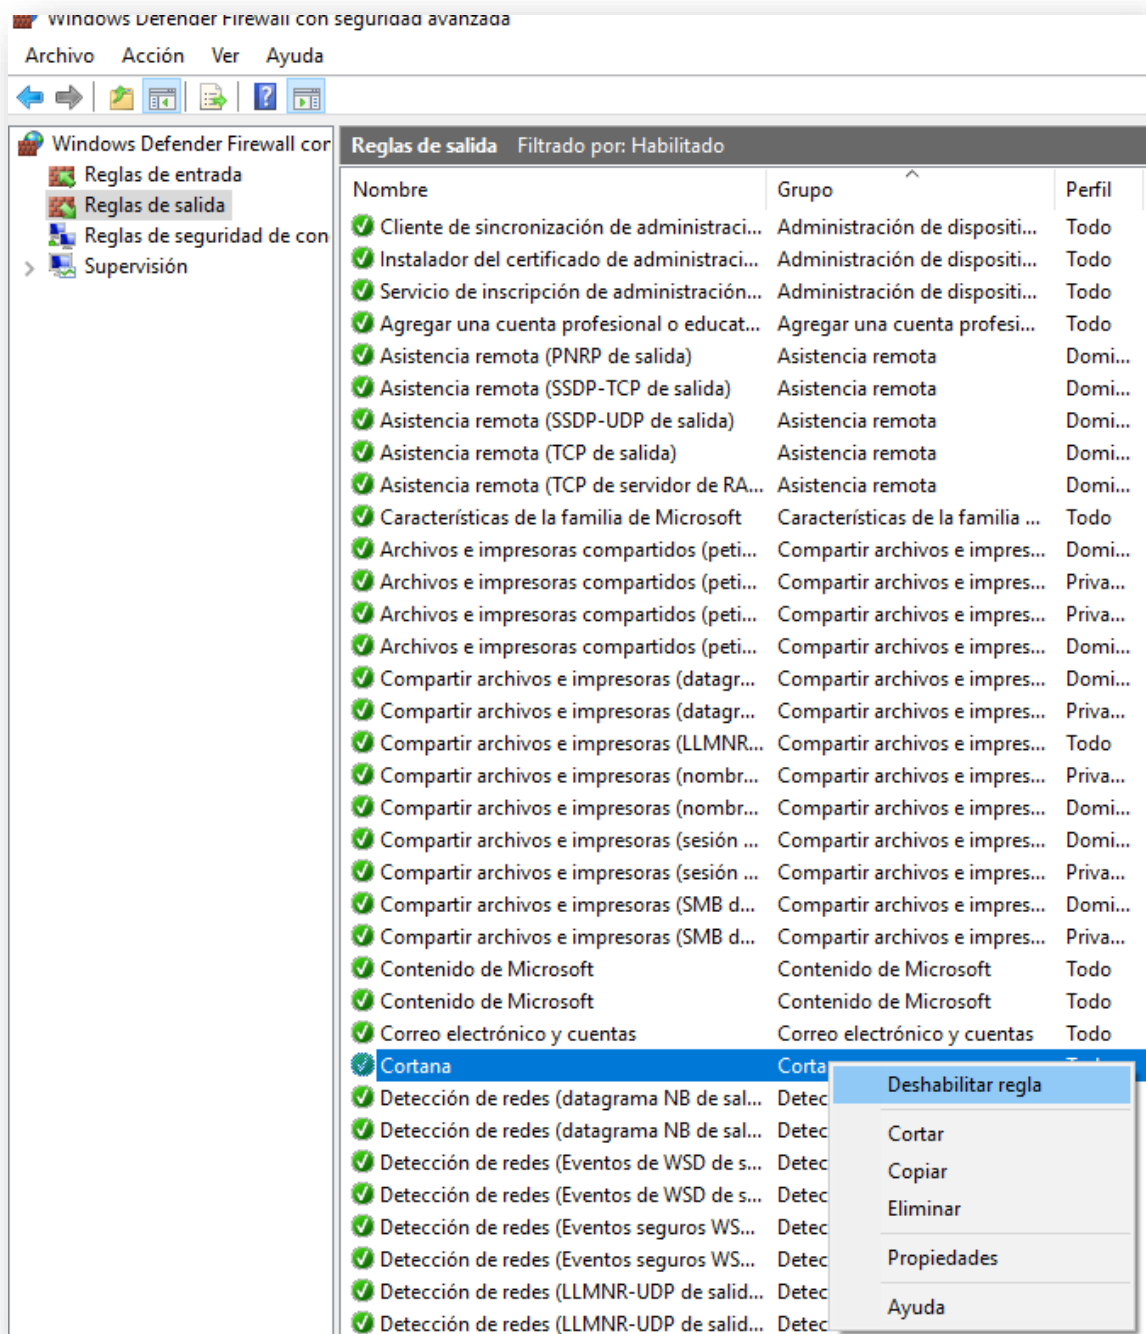 Windows Defender Firewall con seguridad avanzada
Archivo Acción Ver Ayuda
Windows Defender Firewall con
Reglas de entrada
Reglas de salida
Reglas de seguridad de con
Supervisión
Reglas de salida Filtrado por: Habilitado
Nombre Grupo Perfil
Cliente de sincronización de administraci... Administración de dispositi... Todo
Instalador del certificado de administraci... Administración de dispositi... Todo
Servicio de inscripción de administración... Administración de dispositi... Todo
Agregar una cuenta profesional o educat... Agregar una cuenta profesi... Todo
Asistencia remota (PNRP de salida) Asistencia remota Domi...
Asistencia remota (SSDP-TCP de salida) Asistencia remota Domi...
Asistencia remota (SSDP-UDP de salida) Asistencia remota Domi...
Asistencia remota (TCP de salida) Asistencia remota Domi...
Asistencia remota (TCP de servidor de RA... Asistencia remota Domi...
Características de la familia de Microsoft Características de la familia ... Todo
Archivos e impresoras compartidos (peti... Compartir archivos e impres... Domi...
Archivos e impresoras compartidos (peti... Compartir archivos e impres... Priva...
Archivos e impresoras compartidos (peti... Compartir archivos e impres... Priva...
Archivos e impresoras compartidos (peti... Compartir archivos e impres... Domi...
Compartir archivos e impresoras (datagr... Compartir archivos e impres... Domi...
Compartir archivos e impresoras (datagr... Compartir archivos e impres... Priva...
Compartir archivos e impresoras (LLMNR... Compartir archivos e impres... Todo
Compartir archivos e impresoras (nombr... Compartir archivos e impres... Priva...
Compartir archivos e impresoras (nombr... Compartir archivos e impres... Domi...
Compartir archivos e impresoras (sesión ... Compartir archivos e impres... Domi...
Compartir archivos e impresoras (sesión ... Compartir archivos e impres... Priva...
Compartir archivos e impresoras (SMB d... Compartir archivos e impres... Domi...
Compartir archivos e impresoras (SMB d... Compartir archivos e impres... Priva...
Contenido de Microsoft Contenido de Microsoft Todo
Contenido de Microsoft Contenido de Microsoft Todo
Correo electrónico y cuentas Correo electrónico y cuentas Todo
Cortana Corta
Detección de redes (datagrama NB de sal... Detec
Detección de redes (datagrama NB de sal... Detec
Detección de redes (Eventos de WSD de s... Detec
Detección de redes (Eventos de WSD de s... Detec
Detección de redes (Eventos seguros WS... Detec
Detección de redes (Eventos seguros WS... Detec
Detección de redes (LLMNR-UDP de salid... Detec
Detección de redes (LLMNR-UDP de salid... Detec
Deshabilitar regla
Cortar
Copiar
Eliminar
Propiedades
Ayuda